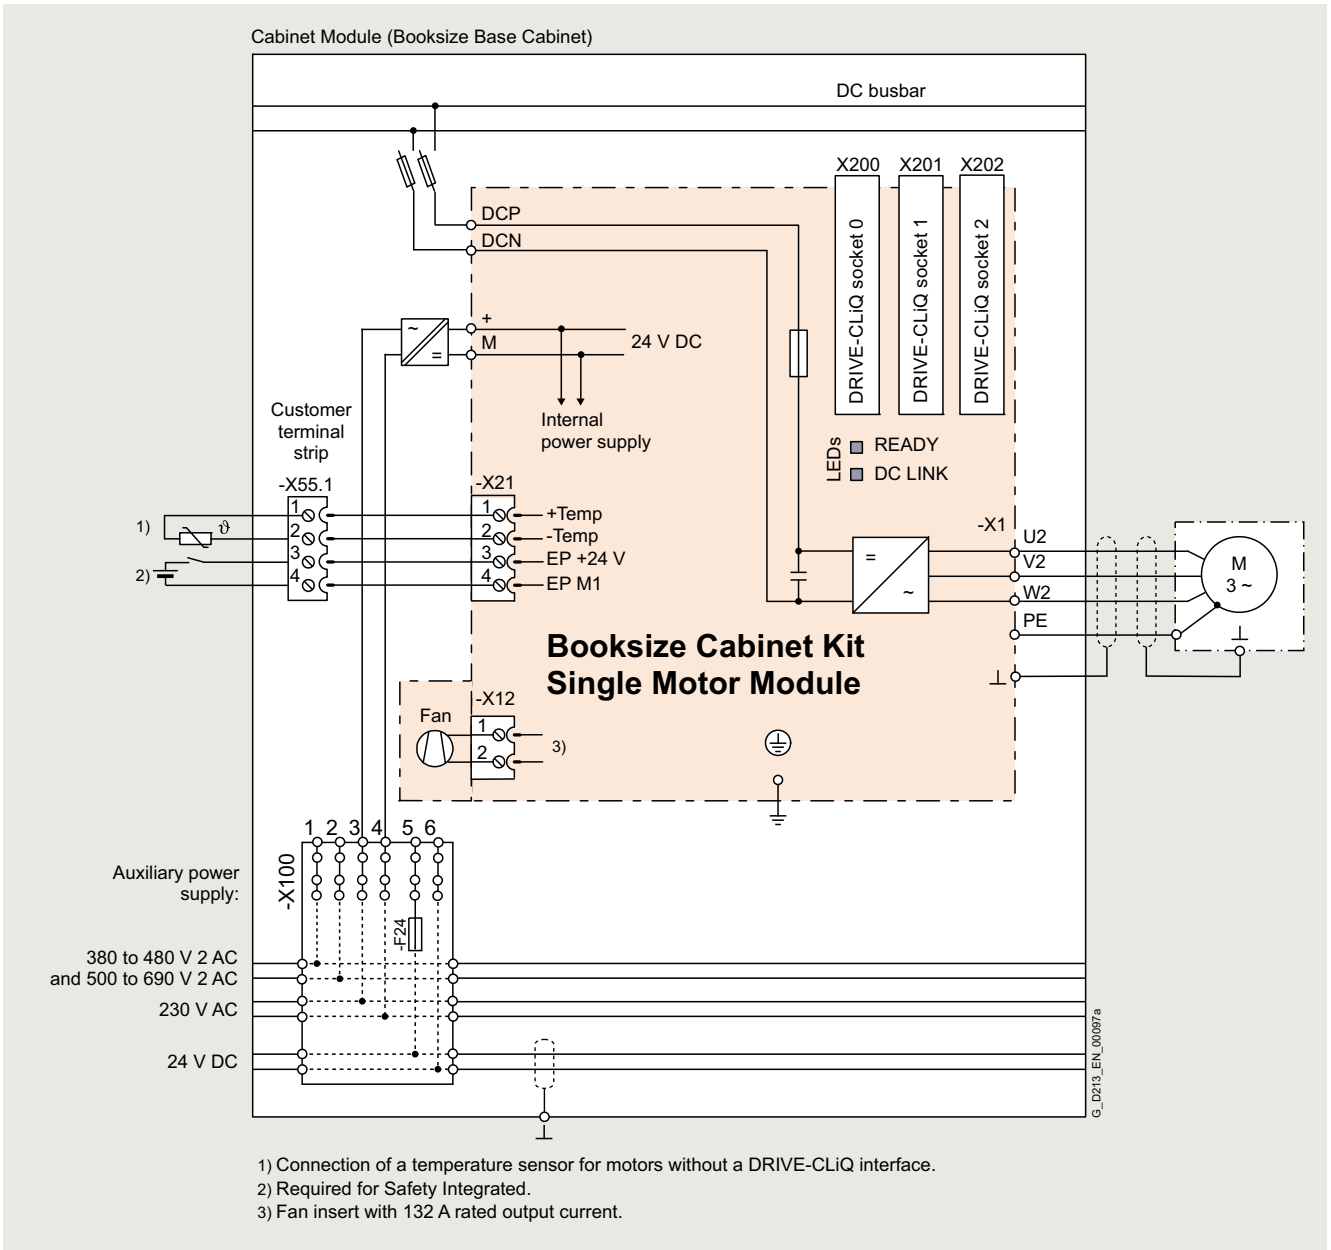 Cabinet Module (Booksize Base Cabinet)
DC busbar
X200 X201 X202
DRIVE-CLiQ socket 0
DRIVE-CLiQ socket 1
DRIVE-CLiQ socket 2
DCP
DCN
~
=
+
M
24 V DC
Internal
power supply
LEDs
READY
DC LINK
Customer
terminal
strip
-X55.1
1
2
3
4
1)
ϑ
2)
-X21
1 +Temp
2 -Temp
3 EP +24 V
4 EP M1
=
~
-X1
U2
V2
W2
PE
M
3 ~
Booksize Cabinet Kit
Single Motor Module
Fan
-X12
1
2
3)
1 2 3 4 5 6
-X100
-F24
Auxiliary power
supply:
380 to 480 V 2 AC
and 500 to 690 V 2 AC
230 V AC
24 V DC
G_D213_EN_00097a
1) Connection of a temperature sensor for motors without a DRIVE-CLiQ interface.
2) Required for Safety Integrated.
3) Fan insert with 132 A rated output current.